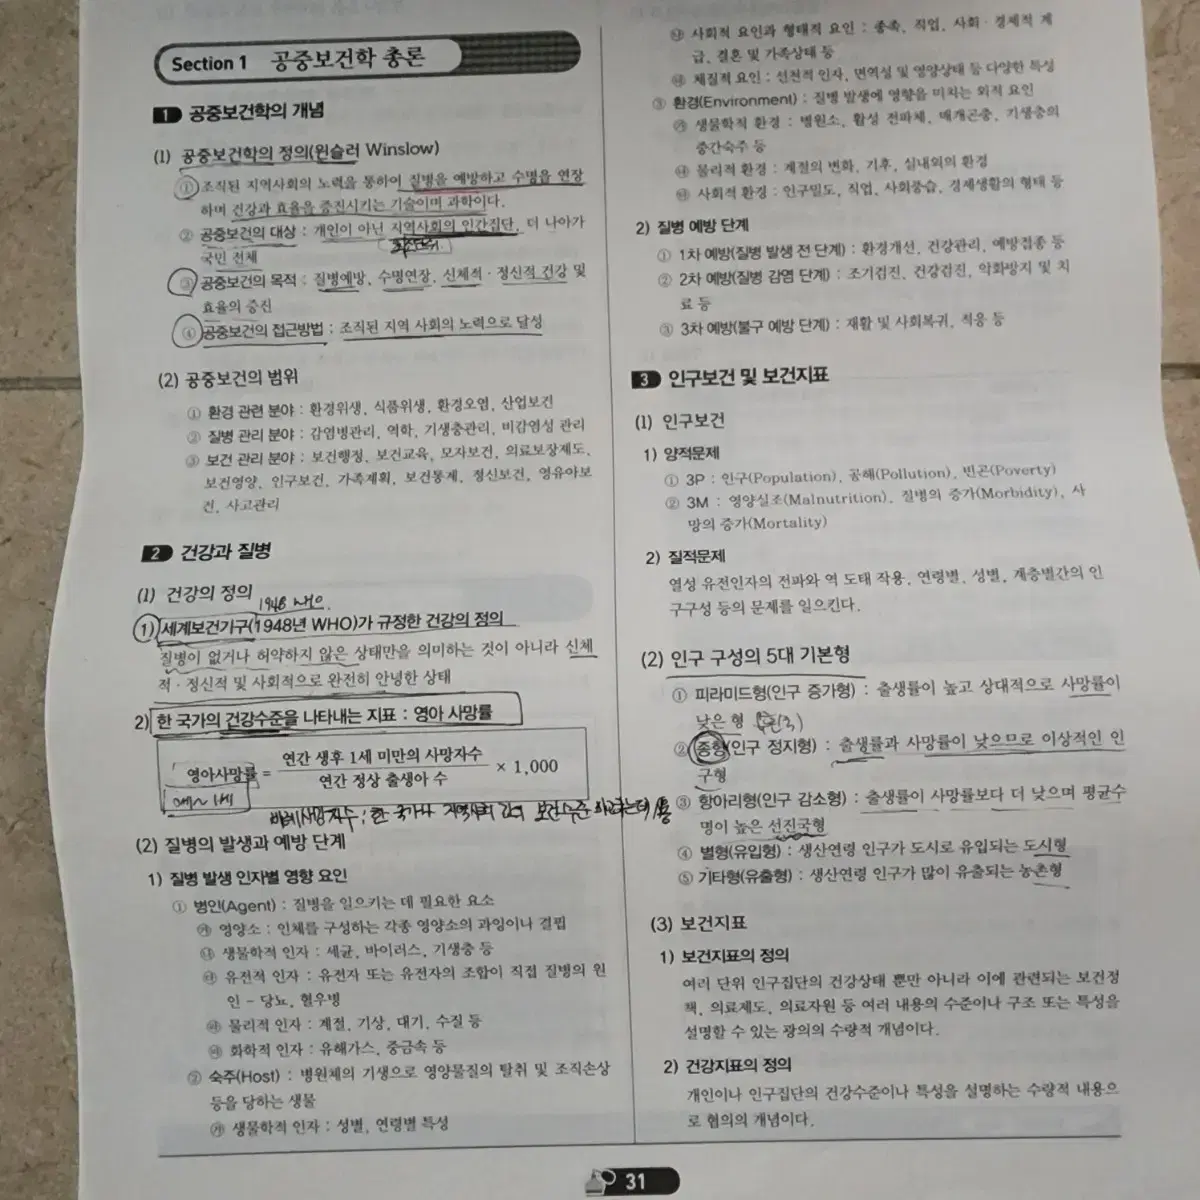 Section 1 공중보건학 총론
1 공중보건학의 개념
(1) 공중보건학의 정의(윈슬러 Winslow)
① 조직된 지역사회의 노력을 통하여 질병을 예방하고 수명을 연장
하며 건강과 효율을 증진시키는 기술이며 과학이다.
② 공중보건의 대상 : 개인이 아닌 지역사회의 인간집단, 더 나아가
국민 전체
③ 공중보건의 목적 : 질병예방, 수명연장, 신체적·정신적 건강 및
효율의 증진
④ 공중보건의 접근방법 : 조직된 지역 사회의 노력으로 달성
(2) 공중보건의 범위
① 환경 관련 분야 : 환경위생, 식품위생, 환경오염, 산업보건
② 질병 관리 분야 : 감염병관리, 역학, 기생충관리, 비감염성 관리
③ 보건 관리 분야 : 보건행정, 보건교육, 모자보건, 의료보장제도,
보건영양, 인구보건, 가족계획, 보건통계, 정신보건, 영유아보
건, 사고관리
2 건강과 질병
(1) 건강의 정의
1948 WHO.
1) 세계보건기구(1948년 WHO)가 규정한 건강의 정의
질병이 없거나 허약하지 않은 상태만을 의미하는 것이 아니라 신체
적·정신적 및 사회적으로 완전히 안녕한 상태
2) 한 국가의 건강수준을 나타내는 지표 : 영아 사망률
영아사망률 = 연간 생후 1세 미만의 사망자수 / 연간 정상 출생아 수 × 1,000
(2) 질병의 발생과 예방 단계
1) 질병 발생 인자별 영향 요인
① 병인(Agent) : 질병을 일으키는 데 필요한 요소
㉮ 영양소 : 인체를 구성하는 각종 영양소의 과잉이나 결핍
㉯ 생물학적 인자 : 세균, 바이러스, 기생충 등
㉰ 유전적 인자 : 유전자 또는 유전자의 조합이 직접 질병의 원
인 - 당뇨, 혈우병
㉱ 물리적 인자 : 계절, 기상, 대기, 수질 등
㉲ 화학적 인자 : 유해가스, 중금속 등
② 숙주(Host) : 병원체의 기생으로 영양물질의 탈취 및 조직손상
등을 당하는 생물
㉮ 생물학적 인자 : 성별, 연령별 특성
㉯ 사회적 요인과 형태적 요인 : 종족, 직업, 사회·경제적 계
급, 결혼 및 가족상태 등
㉰ 체질적 요인 : 선천적 인자, 면역성 및 영양상태 등 다양한 특성
③ 환경(Environment) : 질병 발생에 영향을 미치는 외적 요인
㉮ 생물학적 환경 : 병원소, 활성 전파체, 매개곤충, 기생충의
중간숙주 등
㉯ 물리적 환경 : 계절의 변화, 기후, 실내외의 환경
㉰ 사회적 환경 : 인구밀도, 직업, 사회풍습, 경제생활의 형태 등
2) 질병 예방 단계
① 1차 예방(질병 발생 전 단계) : 환경개선, 건강관리, 예방접종 등
② 2차 예방(질병 감염 단계) : 조기검진, 건강검진, 악화방지 및 치
료 등
③ 3차 예방(불구 예방 단계) : 재활 및 사회복귀, 적응 등
3 인구보건 및 보건지표
(1) 인구보건
1) 양적문제
① 3P : 인구(Population), 공해(Pollution), 빈곤(Poverty)
② 3M : 영양실조(Malnutrition), 질병의 증가(Morbidity), 사
망의 증가(Mortality)
2) 질적문제
열성 유전인자의 전파와 역 도태 작용, 연령별, 성별, 계층별간의 인
구구성 등의 문제를 일으킨다.
(2) 인구 구성의 5대 기본형
① 피라미드형(인구 증가형) : 출생률이 높고 상대적으로 사망률이
낮은 형
② 종형(인구 정지형) : 출생률과 사망률이 낮으므로 이상적인 인
구형
③ 항아리형(인구 감소형) : 출생률이 사망률보다 더 낮으며 평균수
명이 높은 선진국형
④ 별형(유입형) : 생산연령 인구가 도시로 유입되는 도시형
⑤ 기타형(유출형) : 생산연령 인구가 많이 유출되는 농촌형
(3) 보건지표
1) 보건지표의 정의
여러 단위 인구집단의 건강상태 뿐만 아니라 이에 관련되는 보건정
책, 의료제도, 의료자원 등 여러 내용의 수준이나 구조 또는 특성을
설명할 수 있는 광의의 수량적 개념이다.
2) 건강지표의 정의
개인이나 인구집단의 건강수준이나 특성을 설명하는 수량적 내용으
로 협의의 개념이다.
31